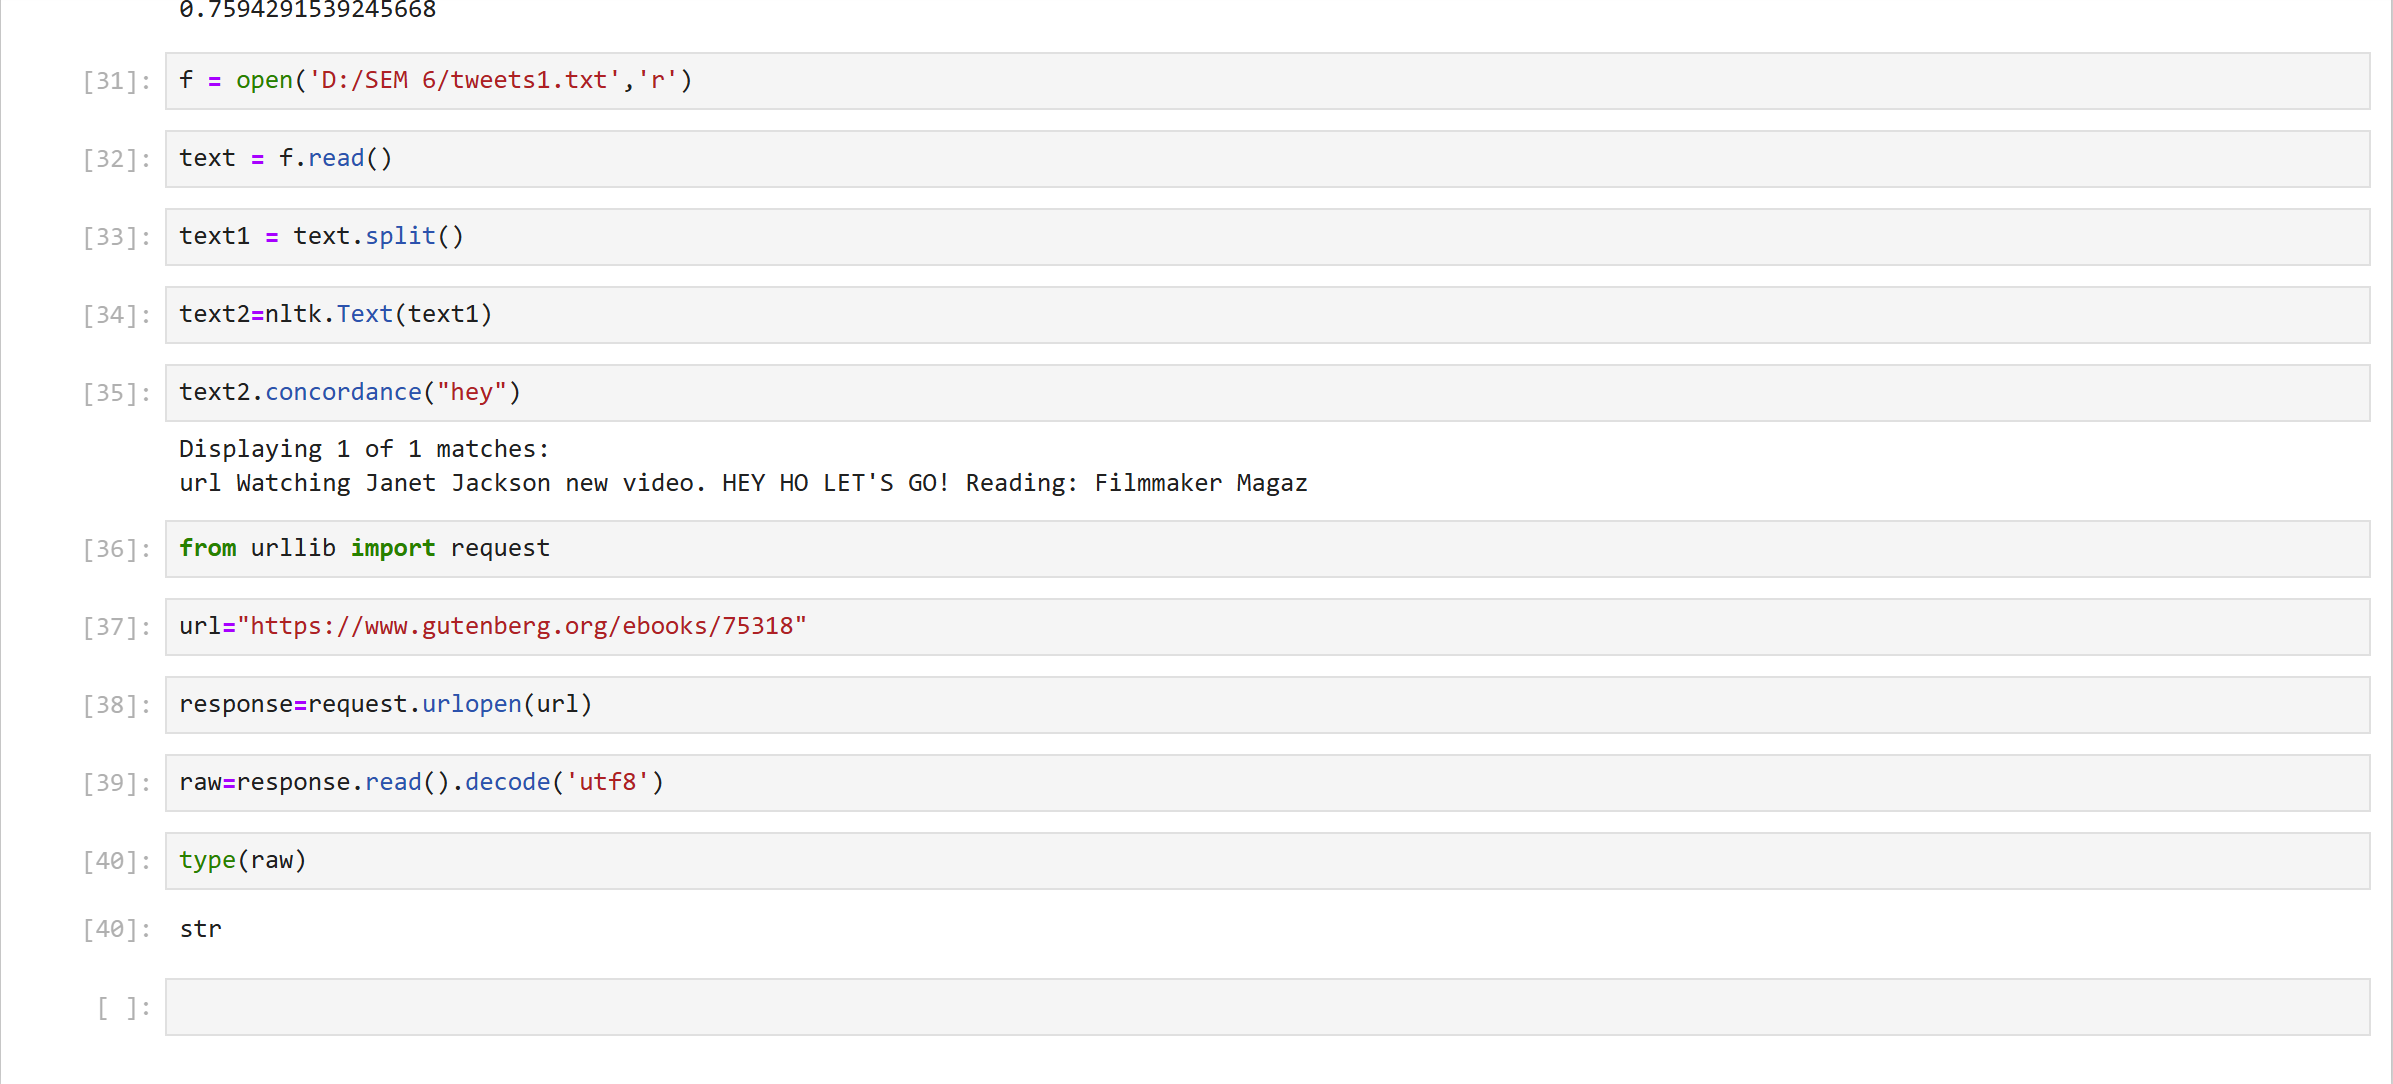 0.7594291539245668
[31]: f = open('D:/SEM 6/tweets1.txt','r')
[32]: text = f.read()
[33]: text1 = text.split()
[34]: text2=nltk.Text(text1)
[35]: text2.concordance("hey")
Displaying 1 of 1 matches:
url Watching Janet Jackson new video. HEY HO LET'S GO! Reading: Filmmaker Magaz
[36]: from urllib import request
[37]: url="https://www.gutenberg.org/ebooks/75318"
[38]: response=request.urlopen(url)
[39]: raw=response.read().decode('utf8')
[40]: type(raw)
[40]: str
[ ]: